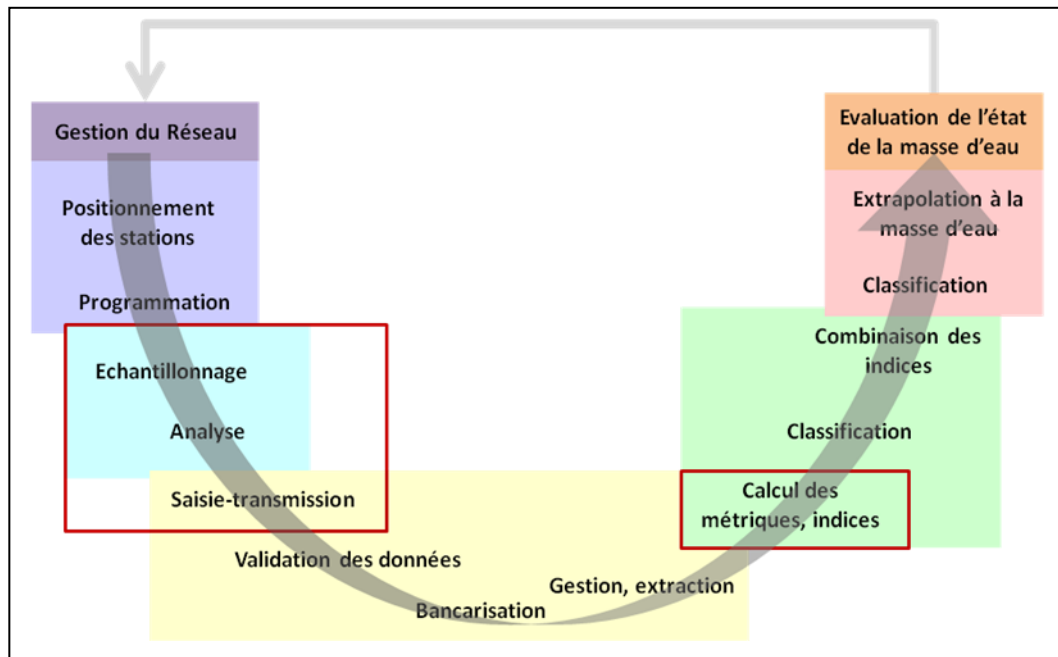 Gestion du Réseau
Positionnement
des stations
Programmation
Echantillonnage
Analyse
Saisie-transmission
Validation des données
Bancarisation
Gestion, extraction
Calcul des
métriques, indices
Classification
Combinaison des
indices
Classification
Extrapolation à la
masse d'eau
Evaluation de l'état
de la masse d'eau